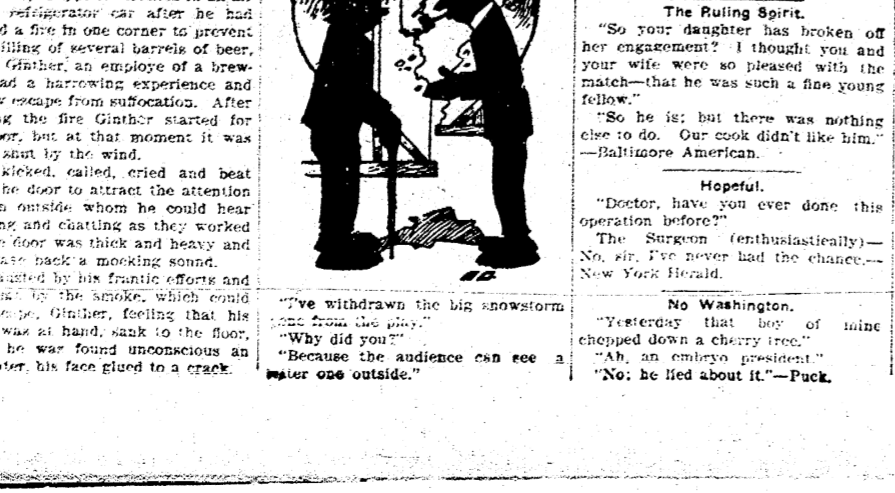 refrigerator car after he had
a fire in one corner to prevent
of several barrels of beer,
Ginther, an employe of a brew-
a harrowing experience and
escape from suffocation. After
the fire Ginther started for
but at that moment it was
shut by the wind.
kicked, called, cried and beat
door to attract the attention
outside whom he could hear
and chatting as they worked
door was thick and heavy and
back a mocking sound.
by his frantic efforts and
by the smoke, which could
Ginther, feeling that his
was at hand, sank to the floor,
he was found unconscious an
his face glued to a crack.
"I've withdrawn the big snowstorm
from the play."
"Why did you?"
"Because the audience can see a
one outside."
The Ruling Spirit.
"So your daughter has broken off
her engagement? I thought you and
your wife were so pleased with the
match—that he was such a fine young
fellow."
"So he is; but there was nothing
else to do. Our cook didn't like him."
—Baltimore American.
Hopeful.
"Doctor, have you ever done this
operation before?"
The Surgeon (enthusiastically)—
No, sir. I've never had the chance.—
New York Herald.
No Washington.
"Yesterday that boy of mine
chopped down a cherry tree."
"Ah, an embryo president."
"No; he lied about it."—Puck.